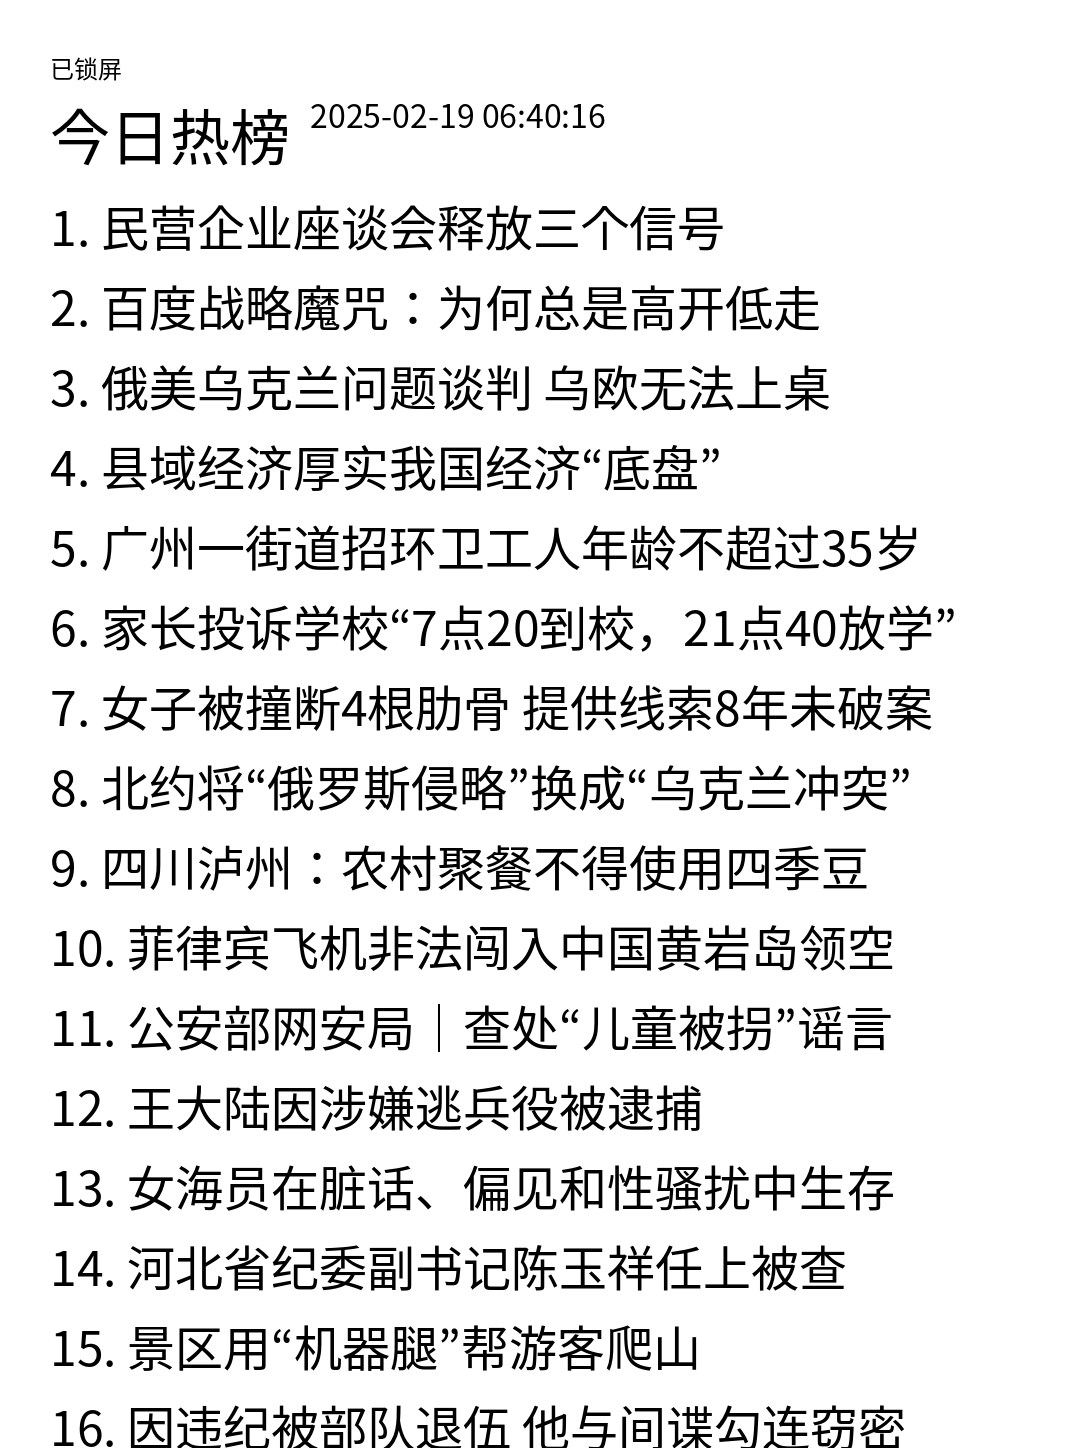 已锁屏
今日热榜 2025-02-19 06:40:16
1. 民营企业座谈会释放三个信号
2. 百度战略魔咒：为何总是高开低走
3. 俄美乌克兰问题谈判 乌欧无法上桌
4. 县域经济厚实我国经济“底盘”
5. 广州一街道招环卫工人年龄不超过35岁
6. 家长投诉学校“7点20到校，21点40放学”
7. 女子被撞断4根肋骨 提供线索8年未破案
8. 北约将“俄罗斯侵略”换成“乌克兰冲突”
9. 四川泸州：农村聚餐不得使用四季豆
10. 菲律宾飞机非法闯入中国黄岩岛领空
11. 公安部网安局｜查处“儿童被拐”谣言
12. 王大陆因涉嫌逃兵役被逮捕
13. 女海员在脏话、偏见和性骚扰中生存
14. 河北省纪委副书记陈玉祥任上被查
15. 景区用“机器腿”帮游客爬山
16. 因违纪被部队退伍 他与间谍勾连窃密